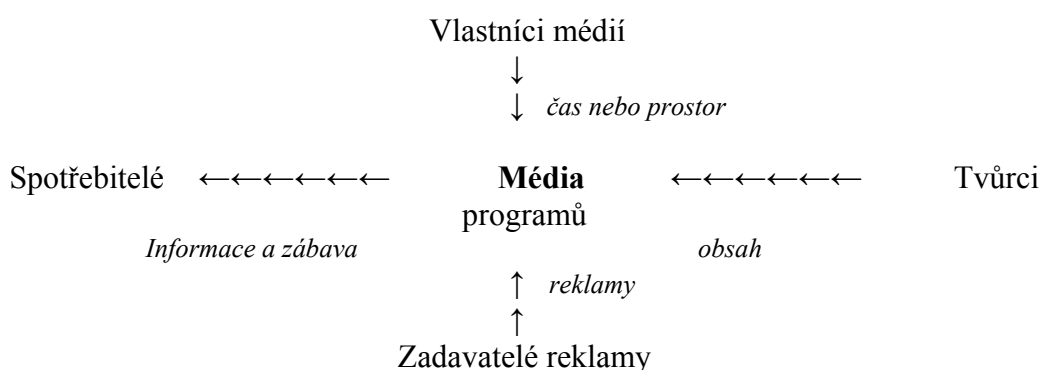 Vlastníci médií
↓
↓ čas nebo prostor
Spotřebitelé ←←←←←← Média ←←←←←← Tvůrci
programů
Informace a zábava obsah
↑ reklamy
↑
Zadavatelé reklamy